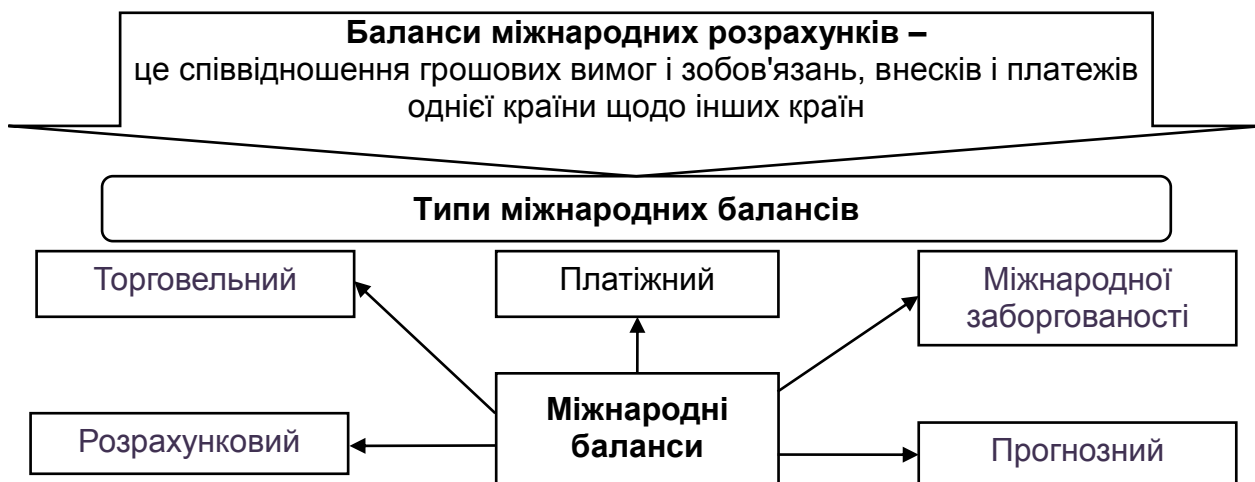 Баланси міжнародних розрахунків –
це співвідношення грошових вимог і зобов'язань, внесків і платежів
однієї країни щодо інших країн
Типи міжнародних балансів
Торговельний
Платіжний
Міжнародної
заборгованості
Міжнародні
баланси
Розрахунковий
Прогнозний